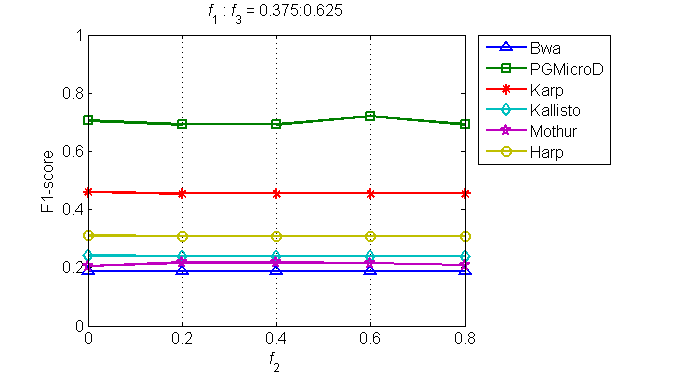 f1 : f3 = 0.375:0.625
1
0.8
0.6
0.4
0.2
0
F1-score
0 0.2 0.4 0.6 0.8
f2
Bwa
PGMicroD
Karp
Kallisto
Mothur
Harp